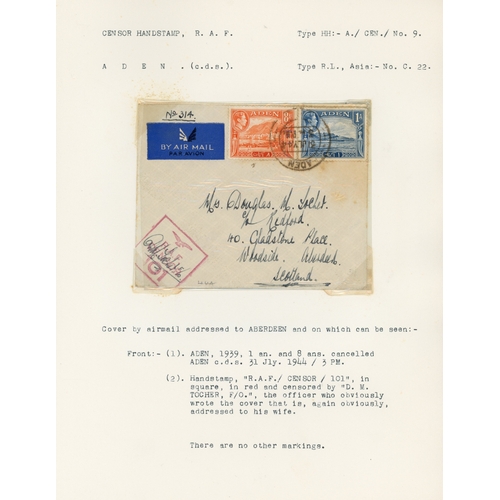 CENSOR HANDSTAMP, R. A. F.
Type HH:- A./ CEN./ No. 9.
A D E N . (c.d.s.).
Type R.L., Asia:- No. C. 22.
No. 314.
BY AIR MAIL
PAR AVION
ADEN
8
ADEN
1
ADEN
Mrs. Douglas M. Tocher.
c/o Redford.
40. Gladstone Place.
Woodside. Aberdeen.
Scotland.
R.A.F.
101
Cover by airmail addressed to ABERDEEN and on which can be seen:-
Front:- (1). ADEN, 1939, 1 an. and 8 ans. cancelled
ADEN c.d.s. 31 Jly. 1944 / 3 PM.
(2). Handstamp, "R.A.F./ CENSOR / 101", in
square, in red and censored by "D. M.
TOCHER, F/O.", the officer who obviously
wrote the cover that is, again obviously,
addressed to his wife.
There are no other markings.